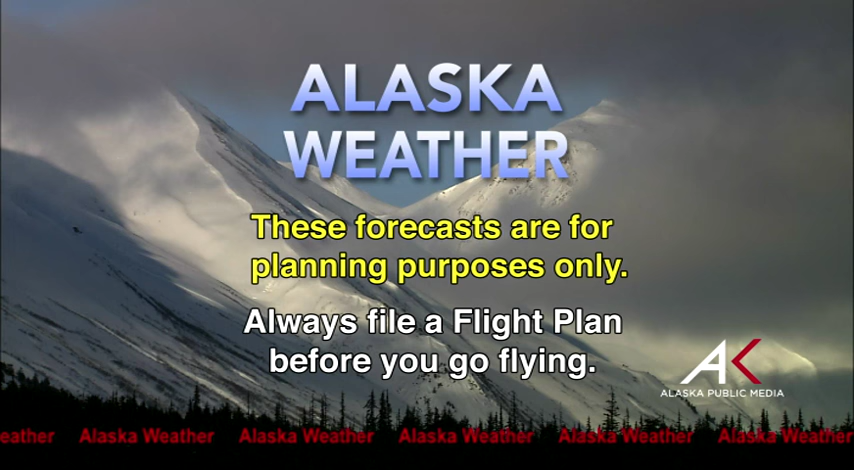 ALASKA
WEATHER
These forecasts are for
planning purposes only.
Always file a Flight Plan
before you go flying.
AK
ALASKA PUBLIC MEDIA
eather Alaska Weather Alaska Weather Alaska Weather Alaska Weather Alaska Weather